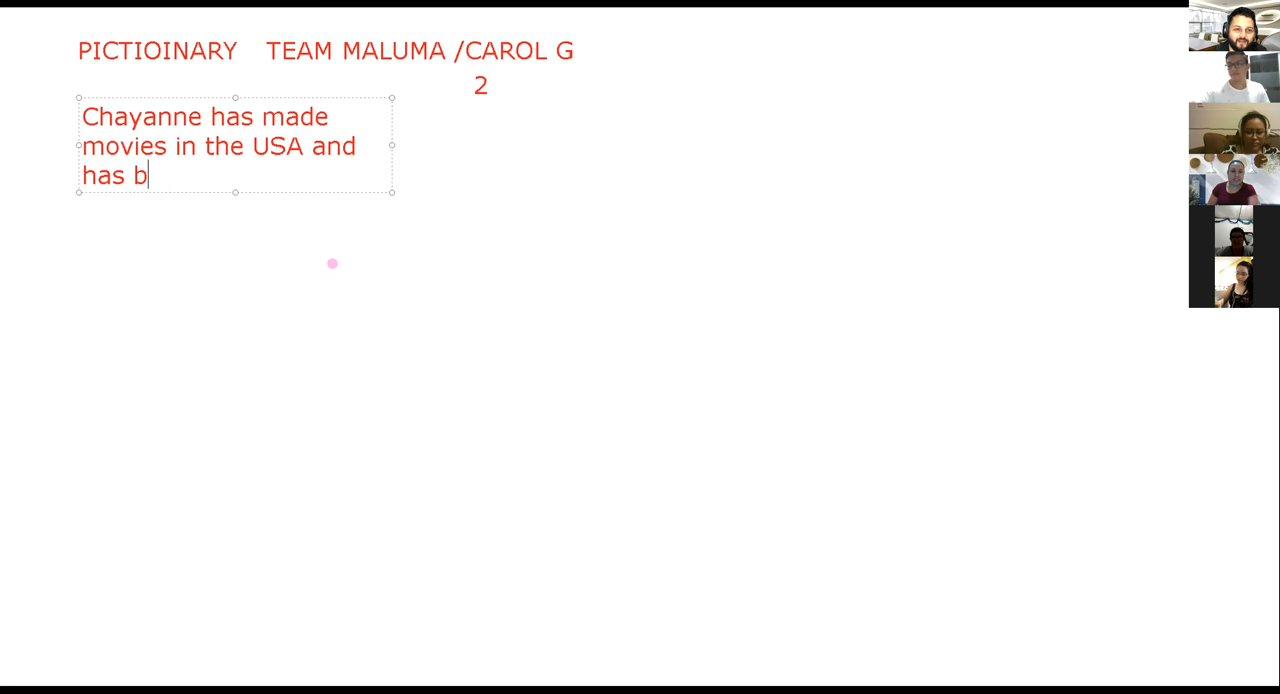 PICTIOINARY TEAM MALUMA /CAROL G
2
Chayanne has made
movies in the USA and
has b